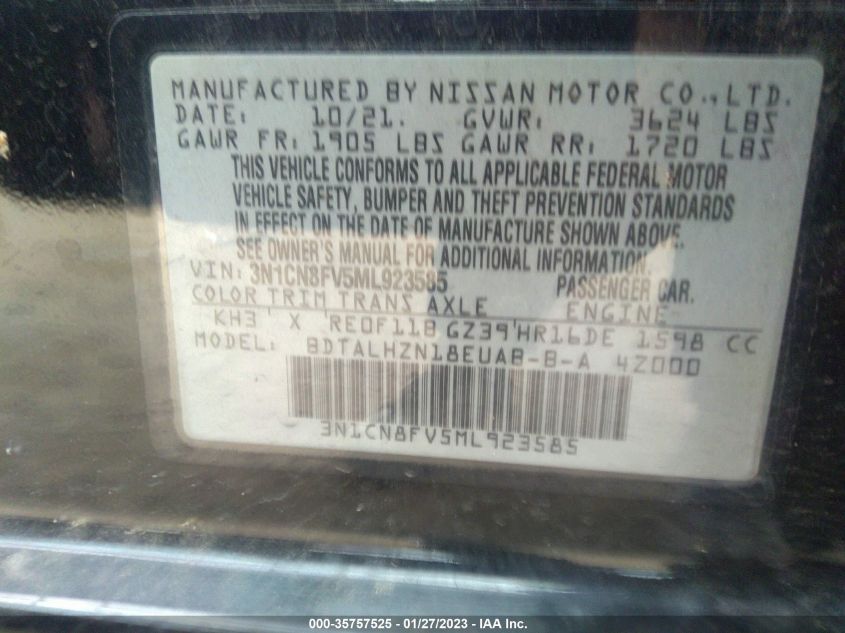 MANUFACTURED BY NISSAN MOTOR CO., LTD.
DATE: 10/21. GVWR: 3624 LBS
GAWR FR: 1905 LBS GAWR RR: 1720 LBS
THIS VEHICLE CONFORMS TO ALL APPLICABLE FEDERAL MOTOR
VEHICLE SAFETY, BUMPER AND THEFT PREVENTION STANDARDS
IN EFFECT ON THE DATE OF MANUFACTURE SHOWN ABOVE.
SEE OWNER'S MANUAL FOR ADDITIONAL INFORMATION.
VIN: 3N1CN8FV5ML923585 PASSENGER CAR.
COLOR TRIM TRANS AXLE ENGINE
KH3 X RE0F11B GZ39 HR16DE 1598 CC
MODEL: BDTALHZN18EUAB-B-A 4Z000
3N1CN8FV5ML923585
000-35757525 - 01/27/2023 - IAA Inc.